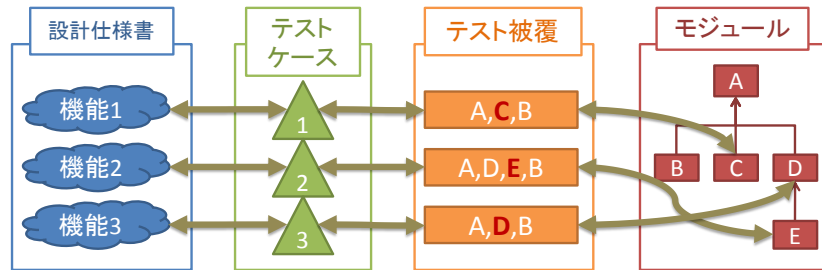 設計仕様書
機能1
機能2
機能3
テスト
ケース
1
2
3
テスト被覆
A,C,B
A,D,E,B
A,D,B
モジュール
A
B
C
D
E